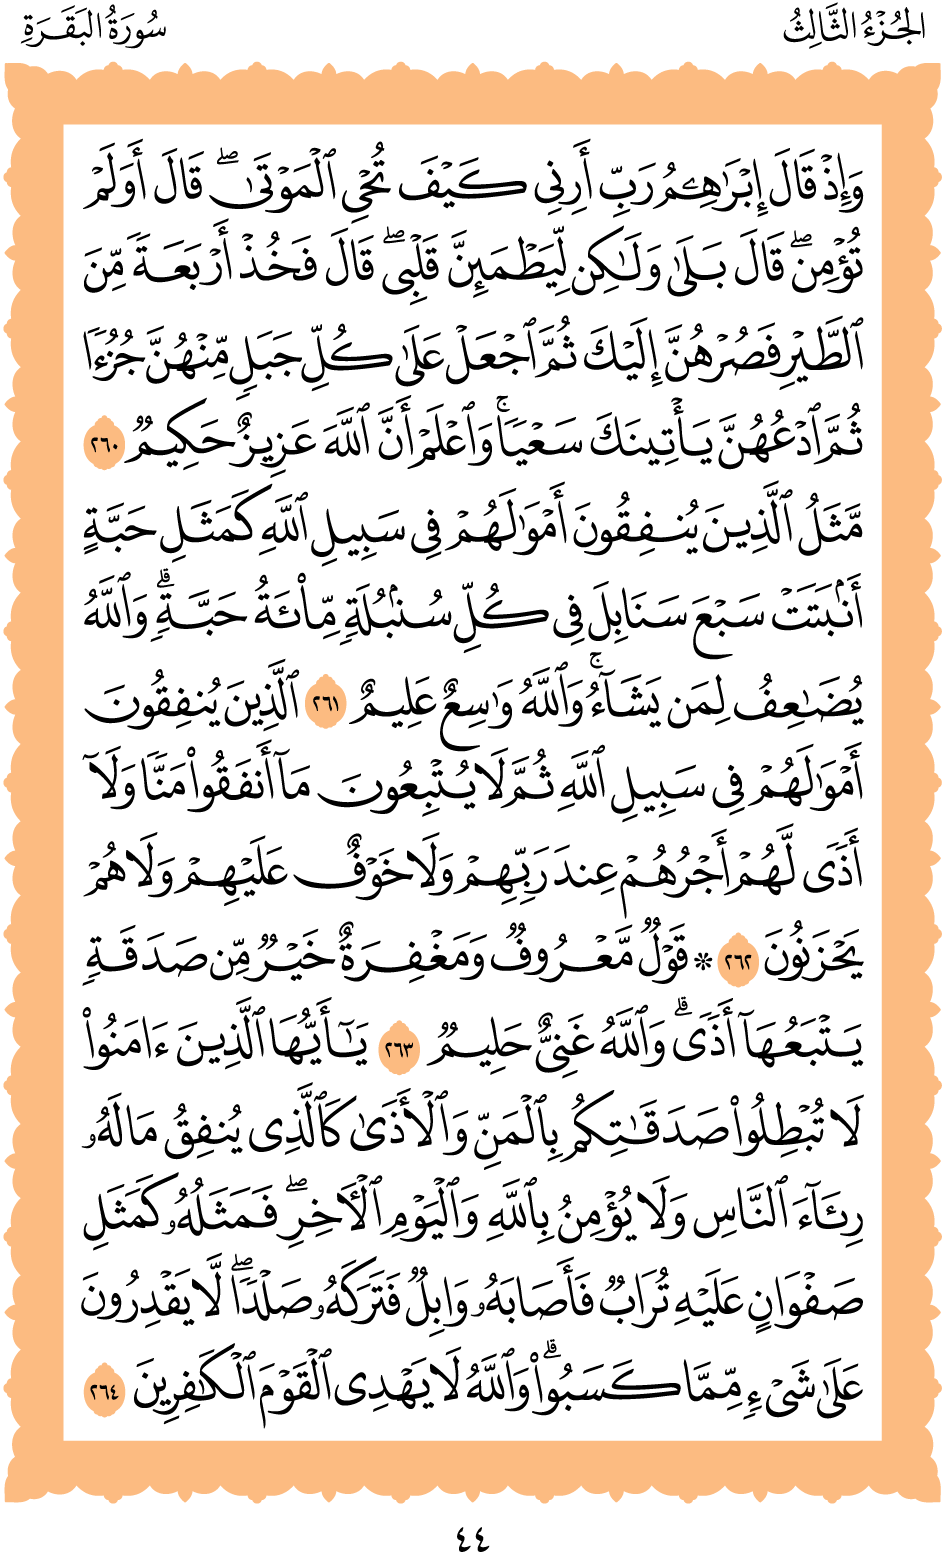 الجُزْءُ الثَّالِثُ
سُورَةُ البَقَرَةِ
وَإِذْ قَالَ إِبْرَٰهِـۧمُ رَبِّ أَرِنِى كَيْفَ تُحْىِ ٱلْمَوْتَىٰ ۖ قَالَ أَوَلَمْ
تُؤْمِن ۖ قَالَ بَلَىٰ وَلَـٰكِن لِّيَطْمَئِنَّ قَلْبِى ۖ قَالَ فَخُذْ أَرْبَعَةً مِّنَ
ٱلطَّيْرِ فَصُرْهُنَّ إِلَيْكَ ثُمَّ ٱجْعَلْ عَلَىٰ كُلِّ جَبَلٍ مِّنْهُنَّ جُزْءًا
ثُمَّ ٱدْعُهُنَّ يَأْتِينَكَ سَعْيًا ۚ وَٱعْلَمْ أَنَّ ٱللَّهَ عَزِيزٌ حَكِيمٌ ٢٦٠
مَّثَلُ ٱلَّذِينَ يُنفِقُونَ أَمْوَٰلَهُمْ فِى سَبِيلِ ٱللَّهِ كَمَثَلِ حَبَّةٍ
أَنۢبَتَتْ سَبْعَ سَنَابِلَ فِى كُلِّ سُنۢبُلَةٍ مِّا۟ئَةُ حَبَّةٍ ۗ وَٱللَّهُ
يُضَـٰعِفُ لِمَن يَشَآءُ ۚ وَٱللَّهُ وَٰسِعٌ عَلِيمٌ ٢٦١ ٱلَّذِينَ يُنفِقُونَ
أَمْوَٰلَهُمْ فِى سَبِيلِ ٱللَّهِ ثُمَّ لَا يُتْبِعُونَ مَآ أَنفَقُوا۟ مَنًّا وَلَآ
أَذًى لَّهُمْ أَجْرُهُمْ عِندَ رَبِّهِمْ وَلَا خَوْفٌ عَلَيْهِمْ وَلَا هُمْ
يَحْزَنُونَ ٢٦٢ * قَوْلٌ مَّعْرُوفٌ وَمَغْفِرَةٌ خَيْرٌ مِّن صَدَقَةٍ
يَتْبَعُهَآ أَذًى ۗ وَٱللَّهُ غَنِىٌّ حَلِيمٌ ٢٦٣ يَـٰٓأَيُّهَا ٱلَّذِينَ ءَامَنُوا۟
لَا تُبْطِلُوا۟ صَدَقَـٰتِكُم بِٱلْمَنِّ وَٱلْأَذَىٰ كَٱلَّذِى يُنفِقُ مَالَهُۥ
رِئَآءَ ٱلنَّاسِ وَلَا يُؤْمِنُ بِٱللَّهِ وَٱلْيَوْمِ ٱلْـَٔاخِرِ ۖ فَمَثَلُهُۥ كَمَثَلِ
صَفْوَانٍ عَلَيْهِ تُرَابٌ فَأَصَابَهُۥ وَابِلٌ فَتَرَكَهُۥ صَلْدًا ۖ لَّا يَقْدِرُونَ
عَلَىٰ شَىْءٍ مِّمَّا كَسَبُوا۟ ۗ وَٱللَّهُ لَا يَهْدِى ٱلْقَوْمَ ٱلْكَـٰفِرِينَ ٢٦٤
٤٤